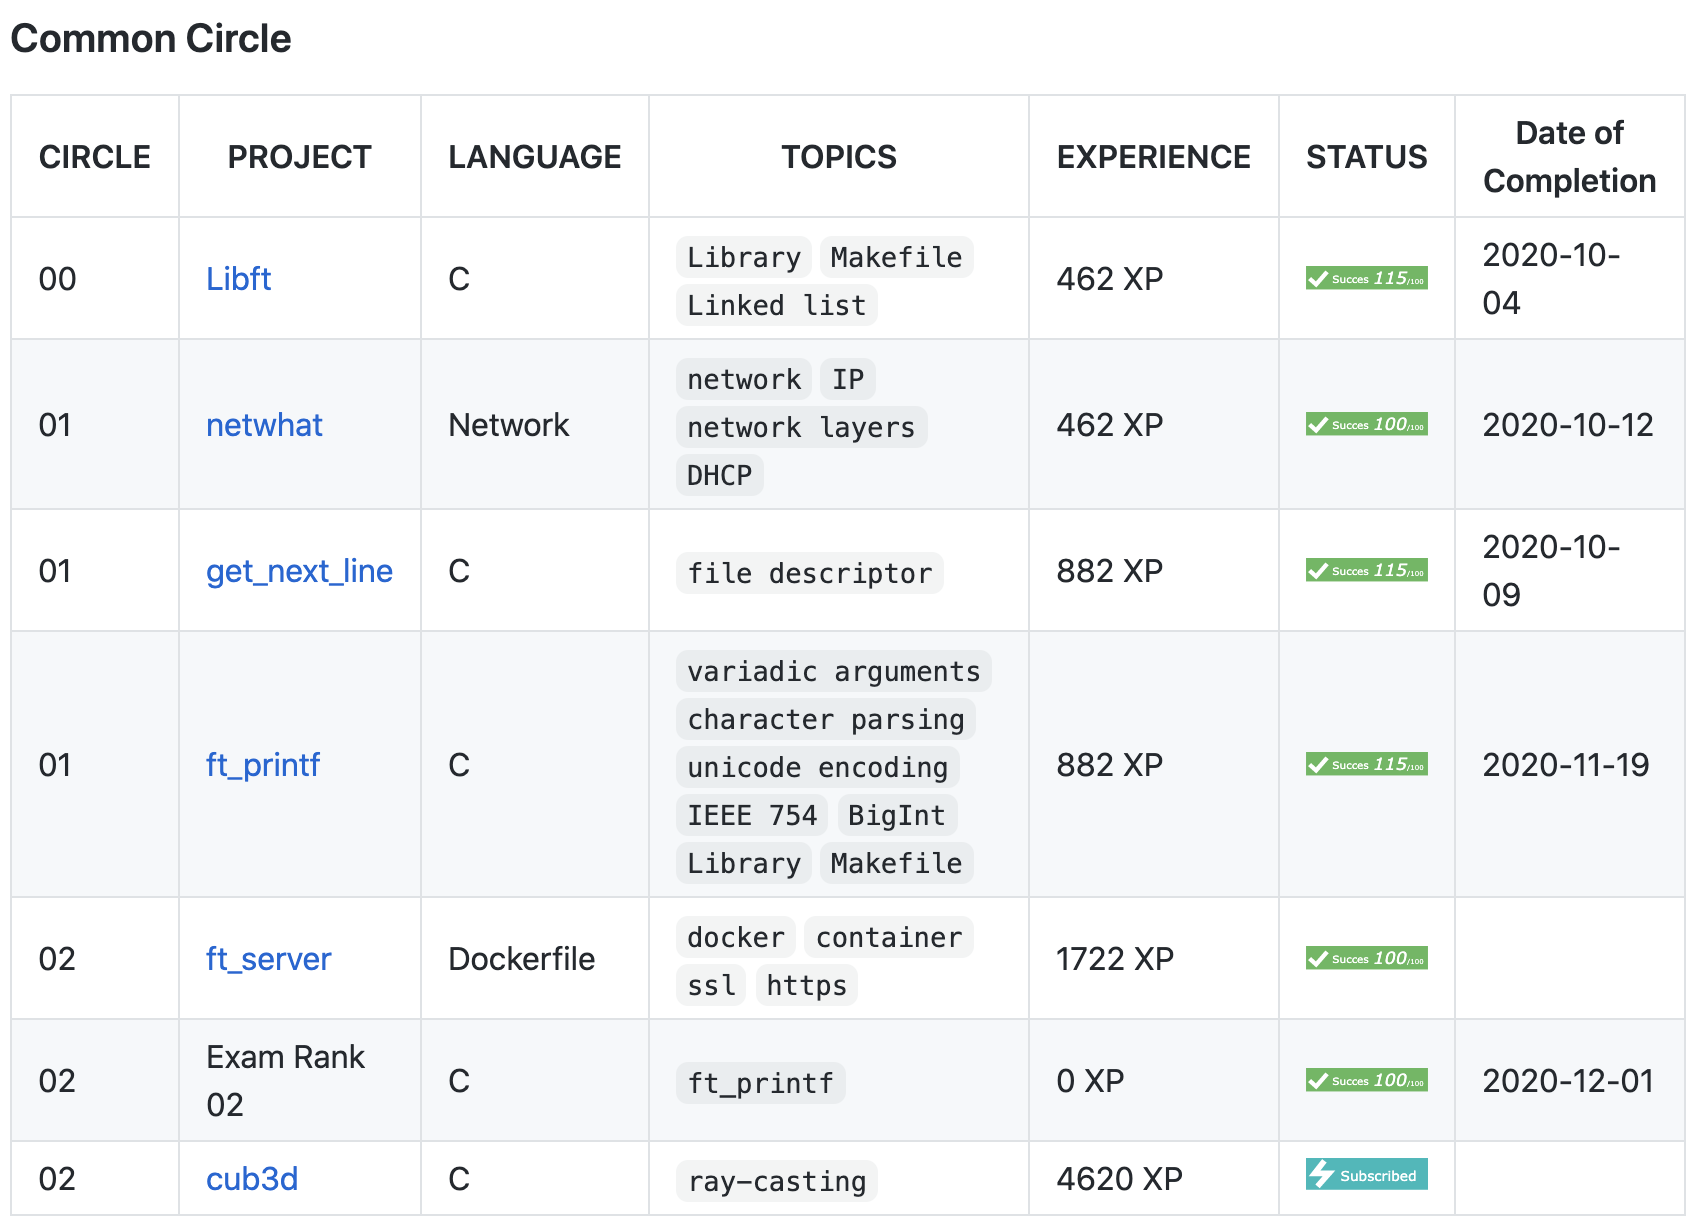 Common Circle
CIRCLE PROJECT LANGUAGE TOPICS EXPERIENCE STATUS Date of Completion
00 Libft C Library Makefile Linked list 462 XP Succes 115/100 2020-10-04
01 netwhat Network network IP network layers DHCP 462 XP Succes 100/100 2020-10-12
01 get_next_line C file descriptor 882 XP Succes 115/100 2020-10-09
01 ft_printf C variadic arguments character parsing unicode encoding IEEE 754 BigInt Library Makefile 882 XP Succes 115/100 2020-11-19
02 ft_server Dockerfile docker container ssl https 1722 XP Succes 100/100
02 Exam Rank 02 C ft_printf 0 XP Succes 100/100 2020-12-01
02 cub3d C ray-casting 4620 XP Subscribed